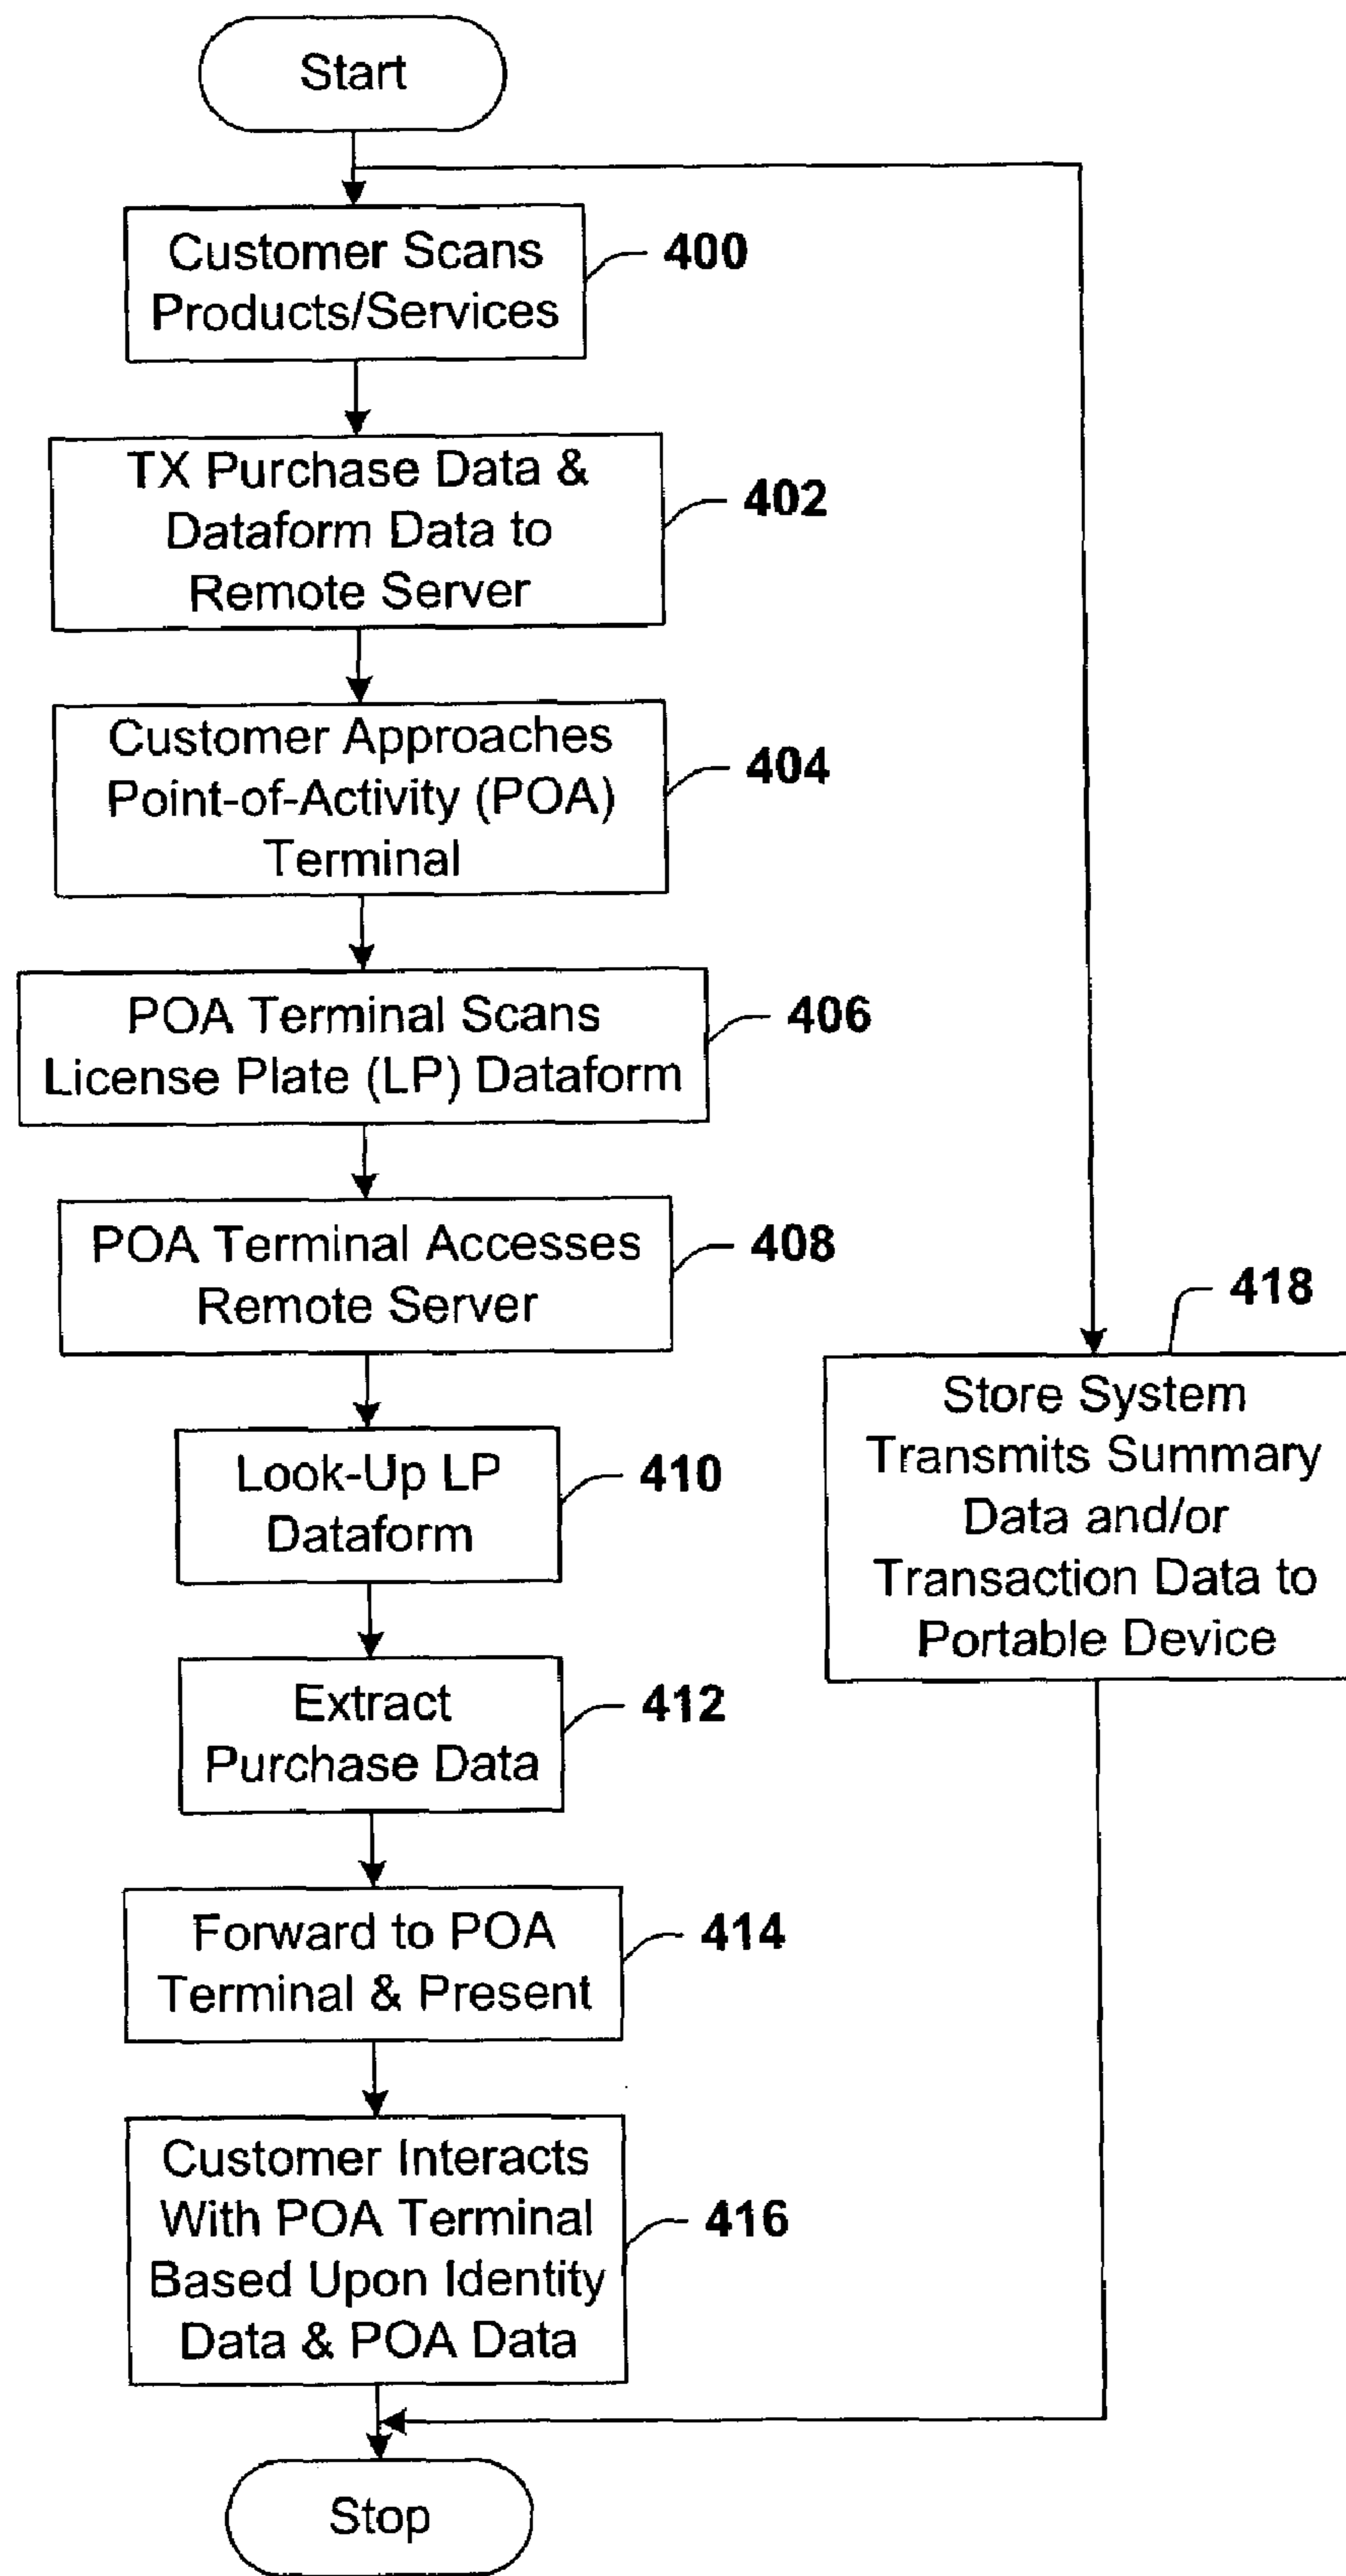 Start
Customer Scans
Products/Services
400
TX Purchase Data &
Dataform Data to
Remote Server
402
Customer Approaches
Point-of-Activity (POA)
Terminal
404
POA Terminal Scans
License Plate (LP) Dataform
406
POA Terminal Accesses
Remote Server
408
Look-Up LP
Dataform
410
Extract
Purchase Data
412
Forward to POA
Terminal & Present
414
Customer Interacts
With POA Terminal
Based Upon Identity
Data & POA Data
416
418
Store System
Transmits Summary
Data and/or
Transaction Data to
Portable Device
Stop